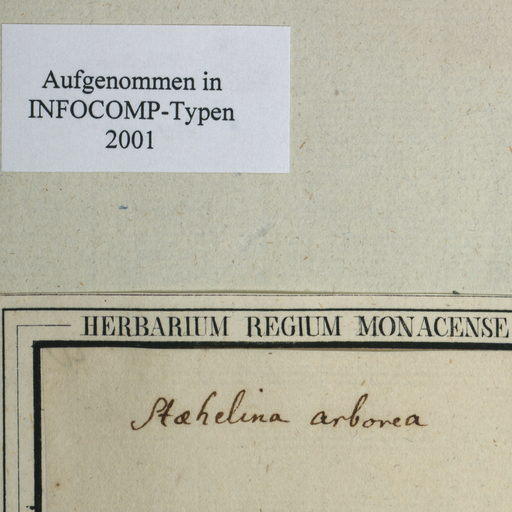 Aufgenommen in
INFOCOMP-Typen
2001
HERBARIUM REGIUM MONACENSE
Stæhelina arborea